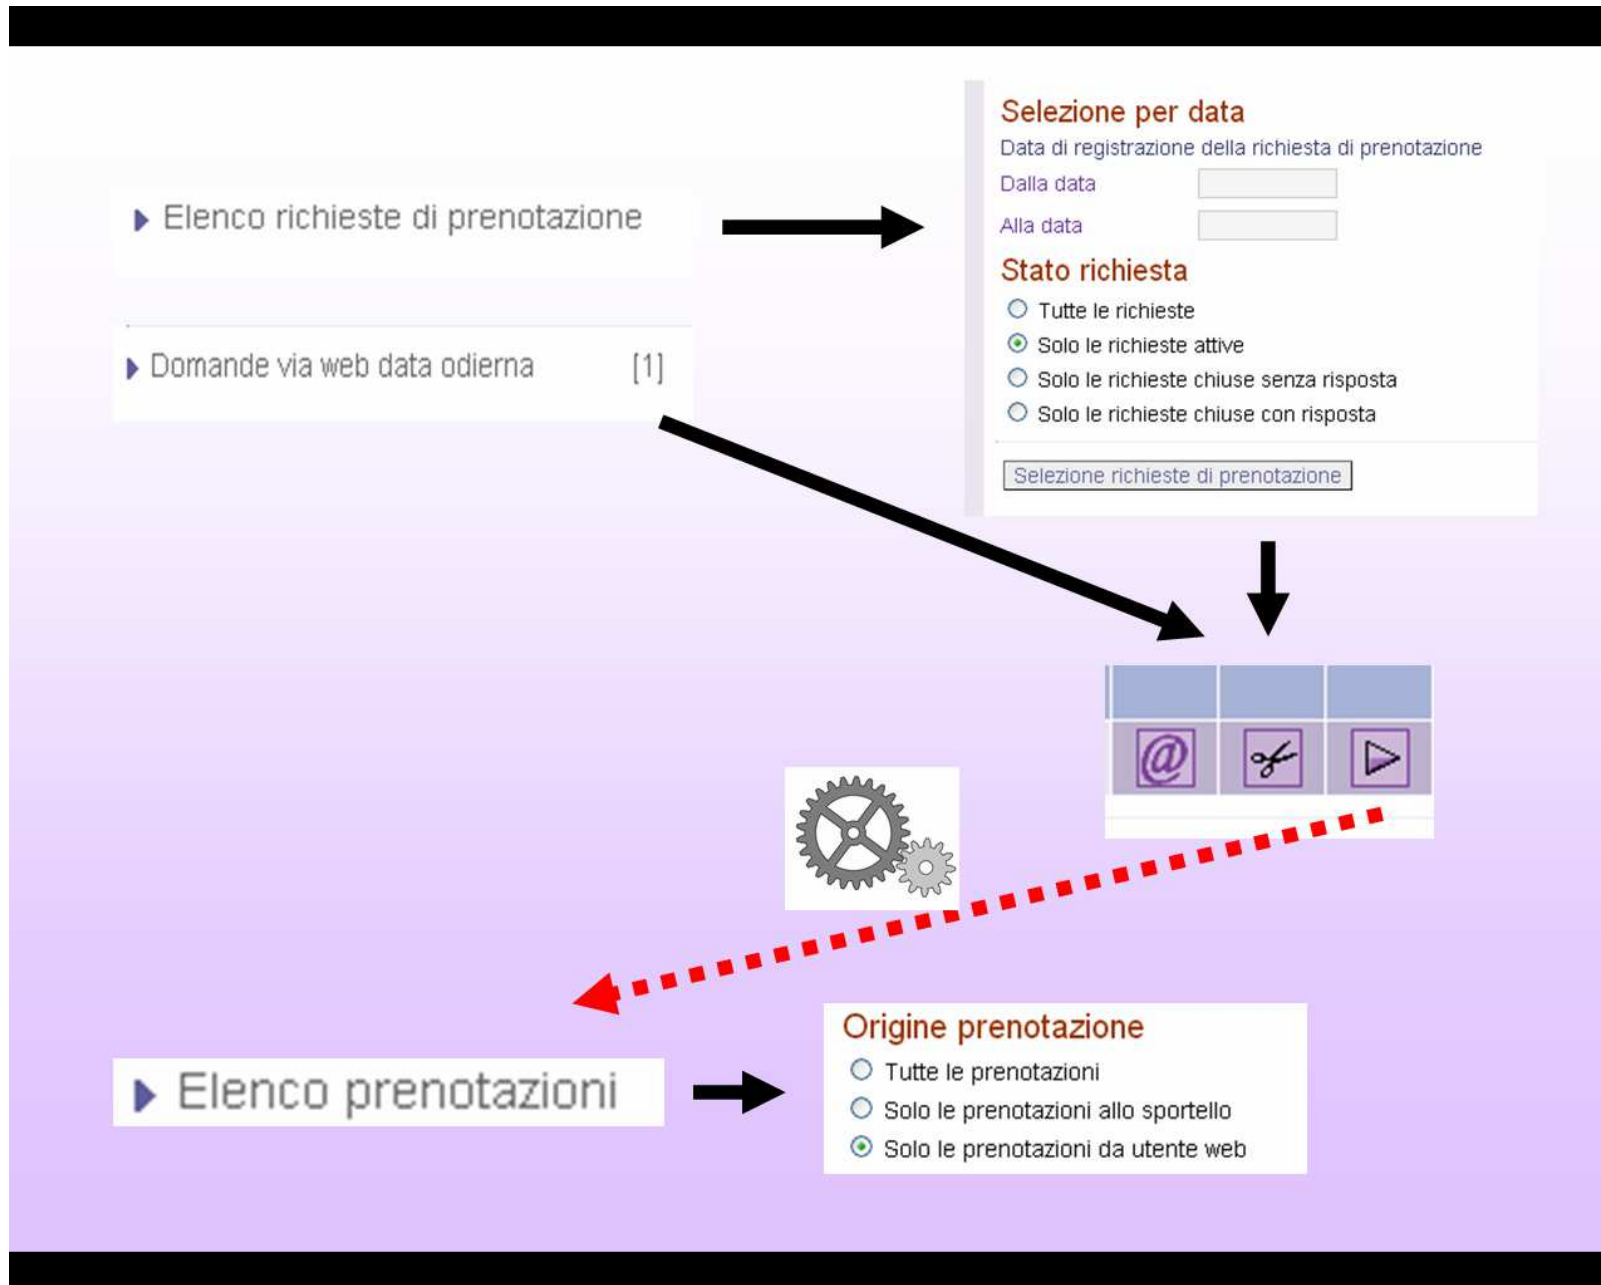 Elenco richieste di prenotazione
Domande via web data odierna [1]
Selezione per data
Data di registrazione della richiesta di prenotazione
Dalla data
Alla data
Stato richiesta
Tutte le richieste
Solo le richieste attive
Solo le richieste chiuse senza risposta
Solo le richieste chiuse con risposta
Selezione richieste di prenotazione
@
Elenco prenotazioni
Origine prenotazione
Tutte le prenotazioni
Solo le prenotazioni allo sportello
Solo le prenotazioni da utente web